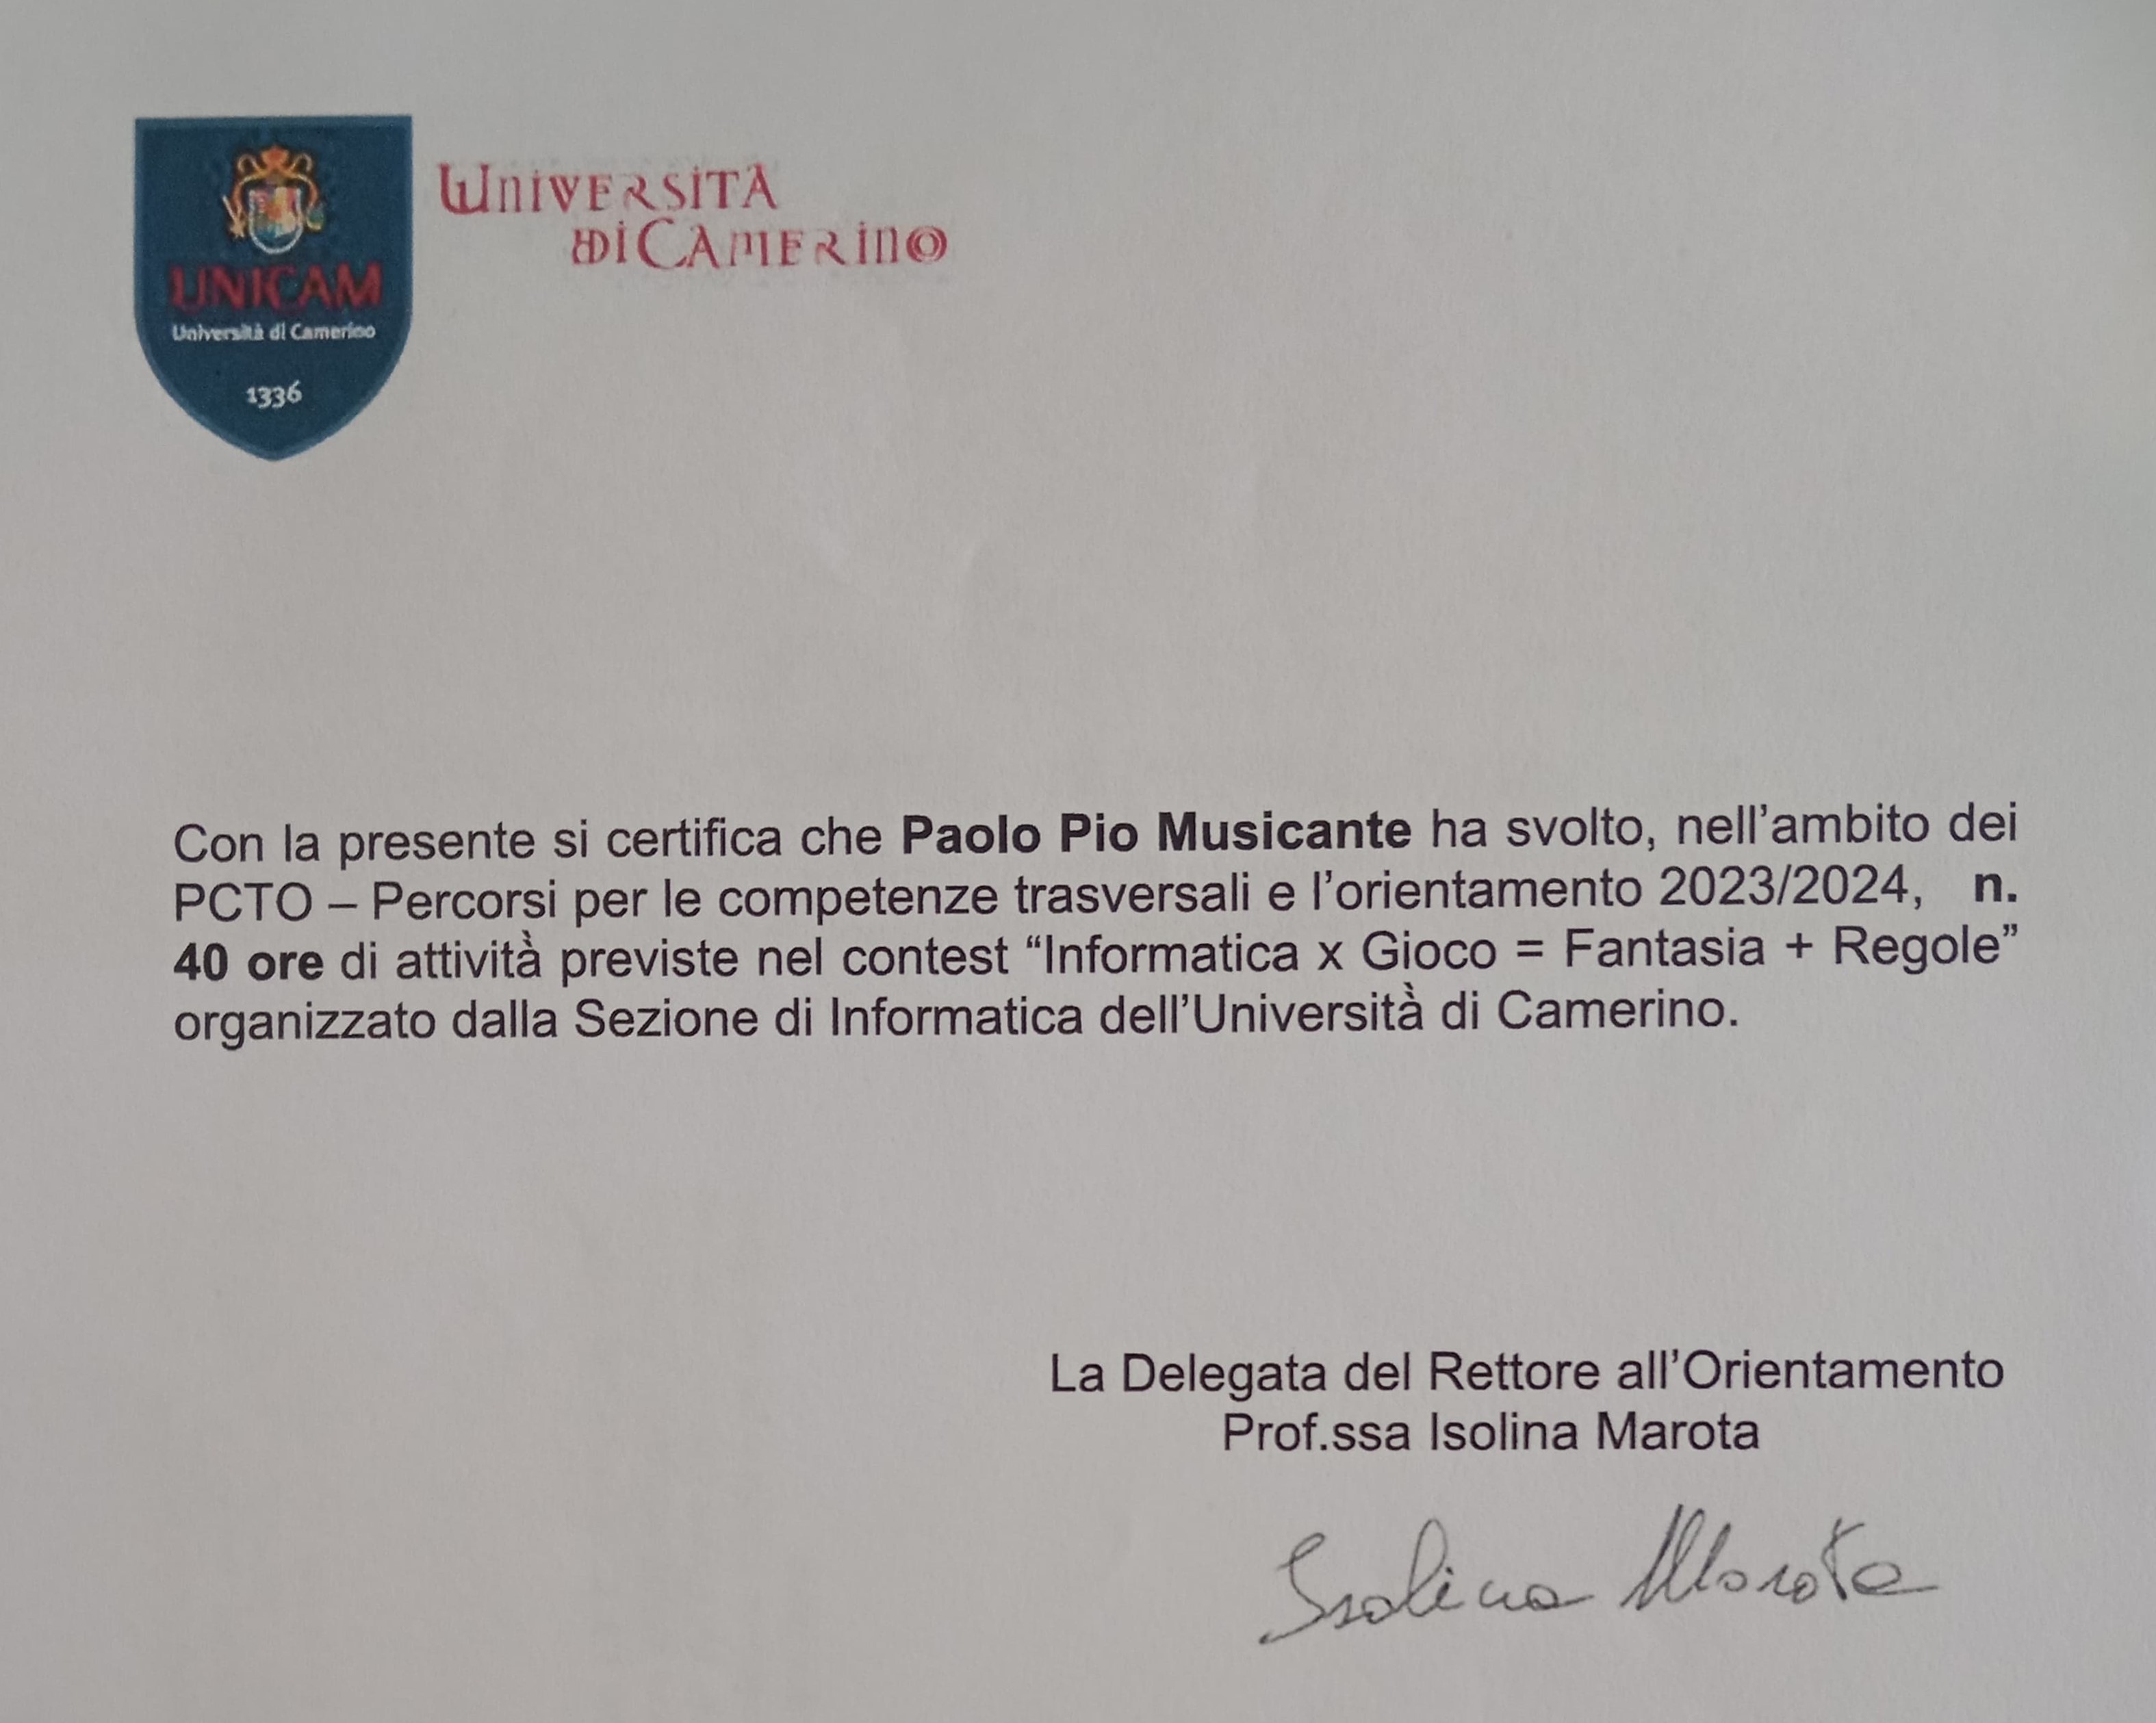 UNICAM
Università di Camerino
1336
UNIVERSITÀ
DI CAMERINO
Con la presente si certifica che Paolo Pio Musicante ha svolto, nell'ambito dei
PCTO – Percorsi per le competenze trasversali e l'orientamento 2023/2024, n.
40 ore di attività previste nel contest “Informatica x Gioco = Fantasia + Regole”
organizzato dalla Sezione di Informatica dell'Università di Camerino.
La Delegata del Rettore all'Orientamento
Prof.ssa Isolina Marota
Isolina Marota